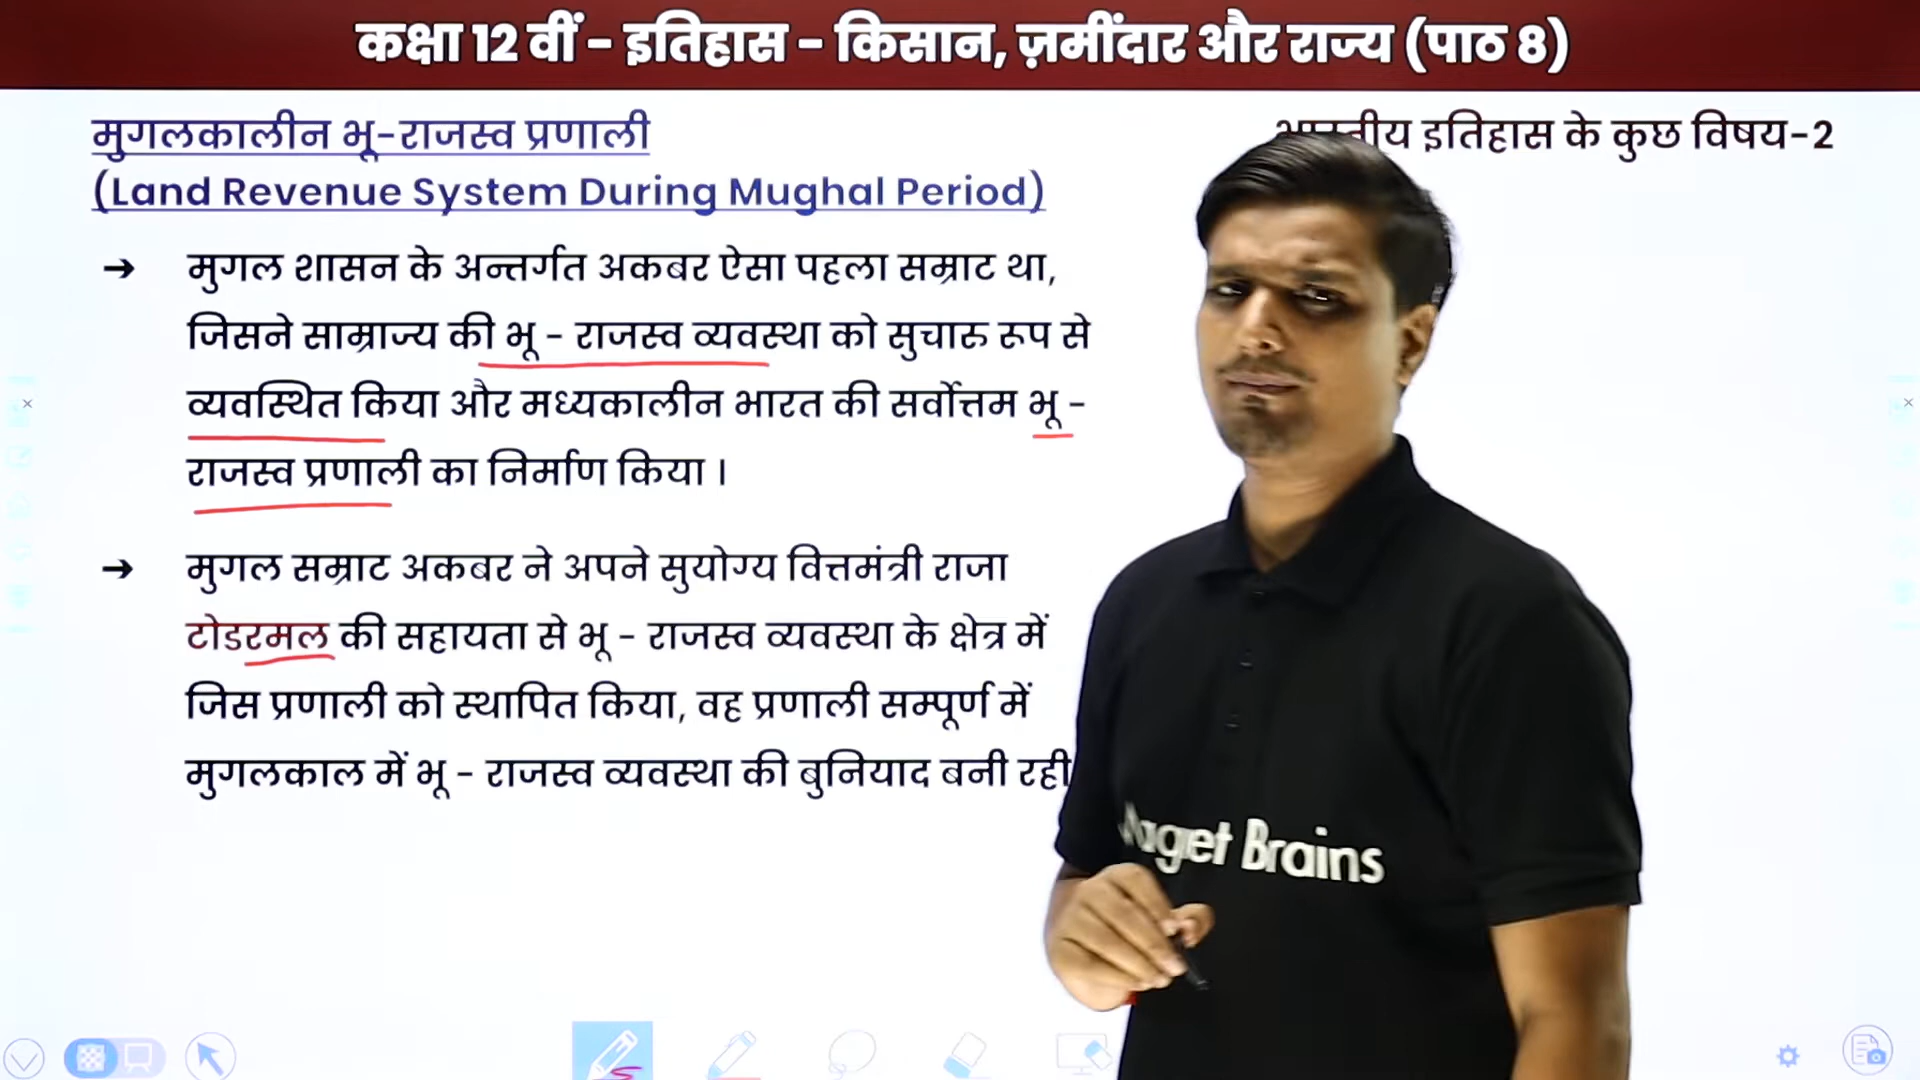 कक्षा 12 वीं - इतिहास - किसान, ज़मींदार और राज्य (पाठ 8)
मुगलकालीन भू-राजस्व प्रणाली
इतिहास के कुछ विषय-2
(Land Revenue System During Mughal Period)
→ मुगल शासन के अन्तर्गत अकबर ऐसा पहला सम्राट था,
जिसने साम्राज्य की भू - राजस्व व्यवस्था को सुचारु रूप से
व्यवस्थित किया और मध्यकालीन भारत की सर्वोत्तम भू -
राजस्व प्रणाली का निर्माण किया ।
→ मुगल सम्राट अकबर ने अपने सुयोग्य वित्तमंत्री राजा
टोडरमल की सहायता से भू - राजस्व व्यवस्था के क्षेत्र में
जिस प्रणाली को स्थापित किया, वह प्रणाली सम्पूर्ण में
मुगलकाल में भू - राजस्व व्यवस्था की बुनियाद बनी रही
Brains